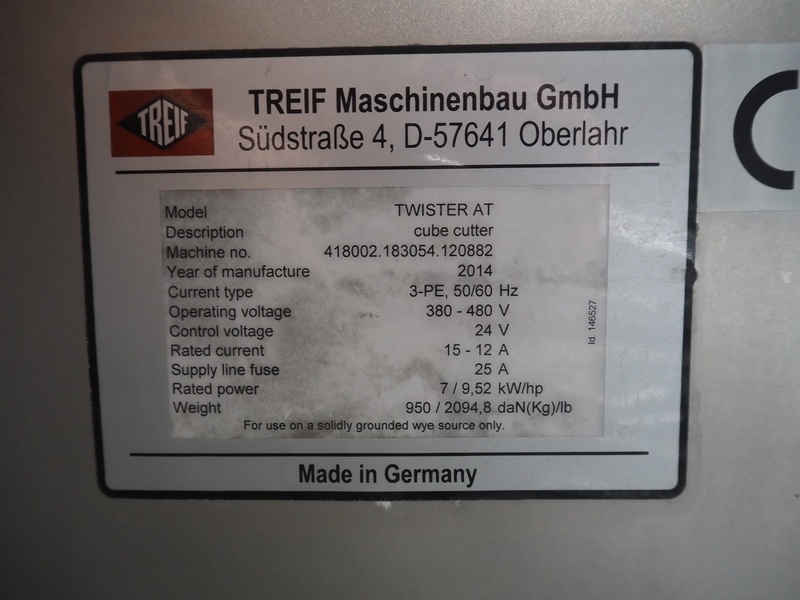 TREIF
TREIF Maschinenbau GmbH
Südstraße 4, D-57641 Oberlahr
Model TWISTER AT
Description cube cutter
Machine no. 418002.183054.120882
Year of manufacture 2014
Current type 3-PE, 50/60 Hz
Operating voltage 380 - 480 V
Control voltage 24 V
Rated current 15 - 12 A
Supply line fuse 25 A
Rated power 7 / 9,52 kW/hp
Weight 950 / 2094,8 daN(Kg)/lb
For use on a solidly grounded wye source only.
Id. 146527
Made in Germany
C